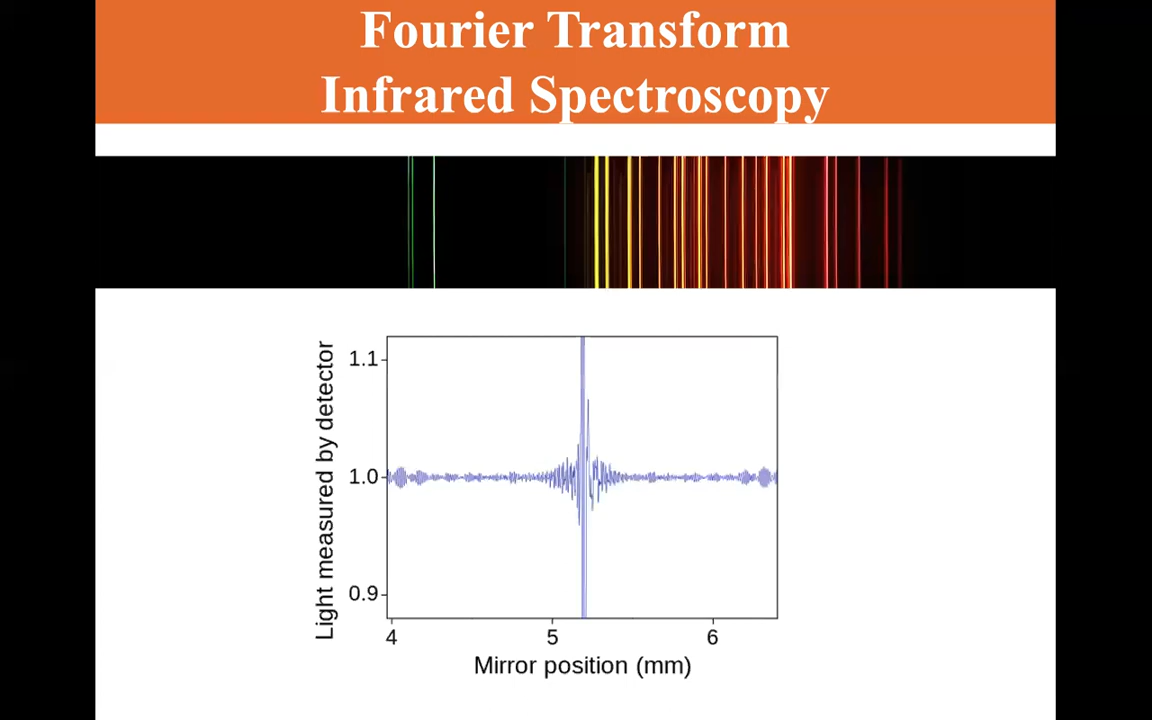 Fourier Transform
Infrared Spectroscopy
Light measured by detector
1.1
1.0
0.9
4 5 6
Mirror position (mm)